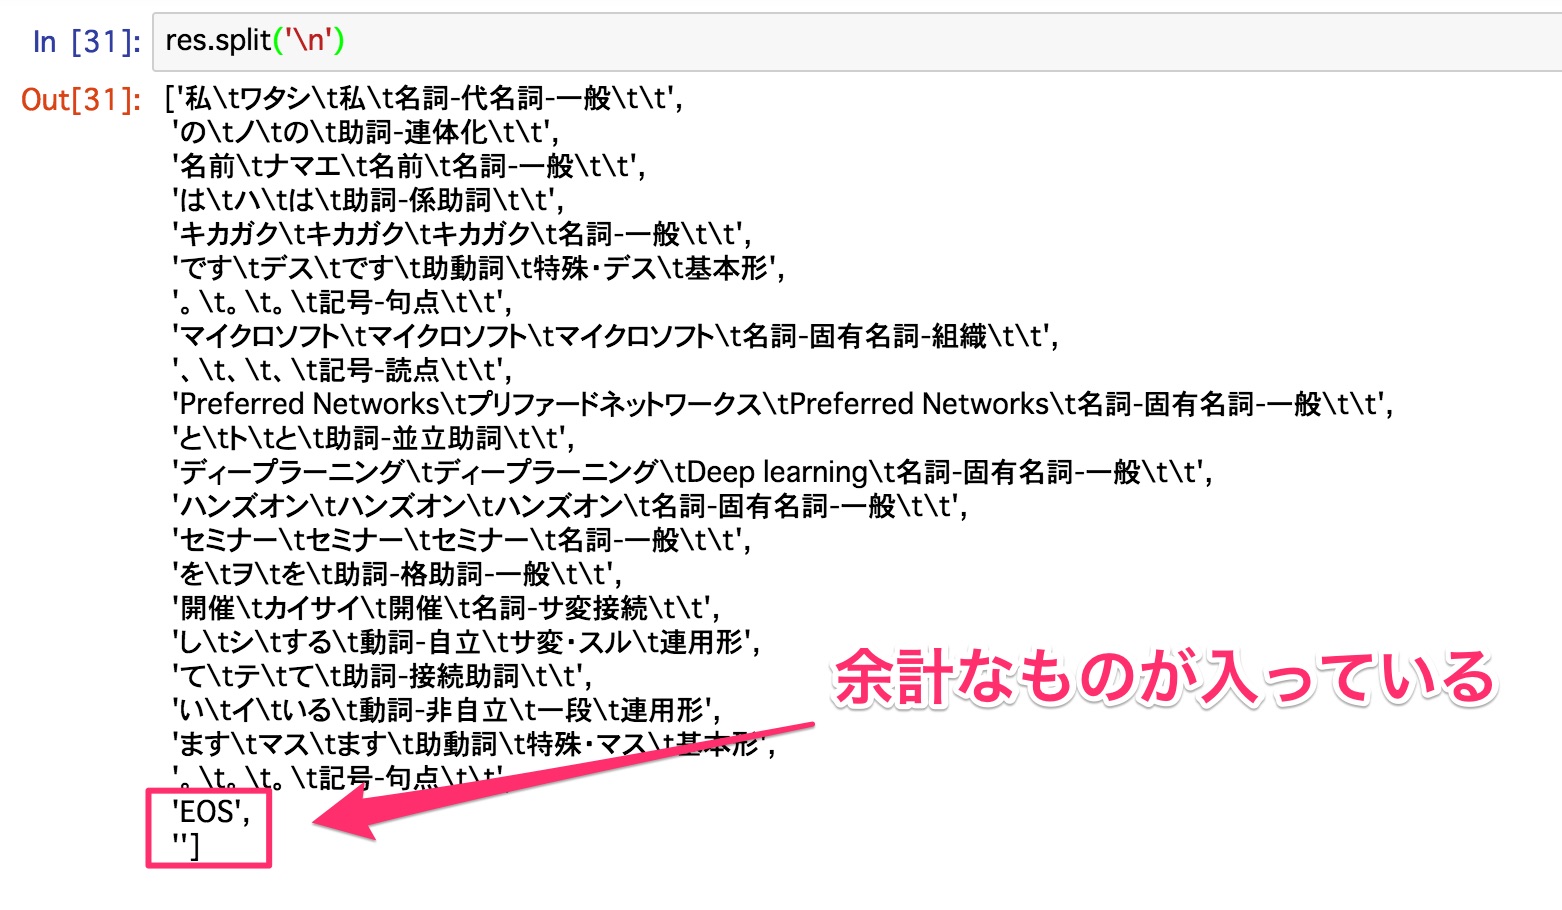 In [31]: res.split('\n')
Out[31]: ['私\tワタシ\t私\t名詞-代名詞-一般\t\t',
'の\tノ\tの\t助詞-連体化\t\t',
'名前\tナマエ\t名前\t名詞-一般\t\t',
'は\tハ\tは\t助詞-係助詞\t\t',
'キカガク\tキカガク\tキカガク\t名詞-一般\t\t',
'です\tデス\tです\t助動詞\t特殊・デス\t基本形',
'。\t。\t。\t記号-句点\t\t',
'マイクロソフト\tマイクロソフト\tマイクロソフト\t名詞-固有名詞-組織\t\t',
'、\t、\t、\t記号-読点\t\t',
'Preferred Networks\tプリファードネットワークス\tPreferred Networks\t名詞-固有名詞-一般\t\t',
'と\tト\tと\t助詞-並立助詞\t\t',
'ディープラーニング\tディープラーニング\tDeep learning\t名詞-固有名詞-一般\t\t',
'ハンズオン\tハンズオン\tハンズオン\t名詞-固有名詞-一般\t\t',
'セミナー\tセミナー\tセミナー\t名詞-一般\t\t',
'を\tヲ\tを\t助詞-格助詞-一般\t\t',
'開催\tカイサイ\t開催\t名詞-サ変接続\t\t',
'し\tシ\tする\t動詞-自立\tサ変・スル\t連用形',
'て\tテ\tて\t助詞-接続助詞\t\t',
'い\tイ\tいる\t動詞-非自立\t一段\t連用形',
'ます\tマス\tます\t助動詞\t特殊・マス\t基本形',
'。\t。\t。\t記号-句点\t\t',
'EOS',
'']
余計なものが入っている